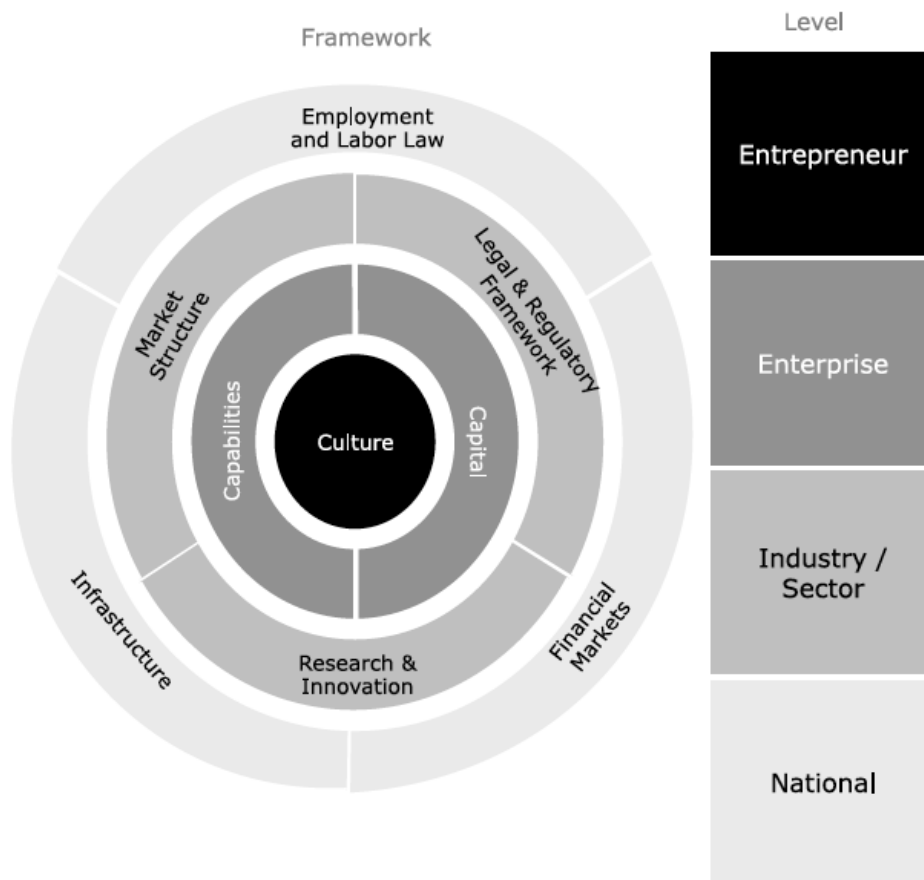 Framework
Level
Employment
and Labor Law
Market
Structure
Legal & Regulatory
Framework
Capabilities
Culture
Capital
Infrastructure
Research &
Innovation
Financial
Markets
Entrepreneur
Enterprise
Industry /
Sector
National